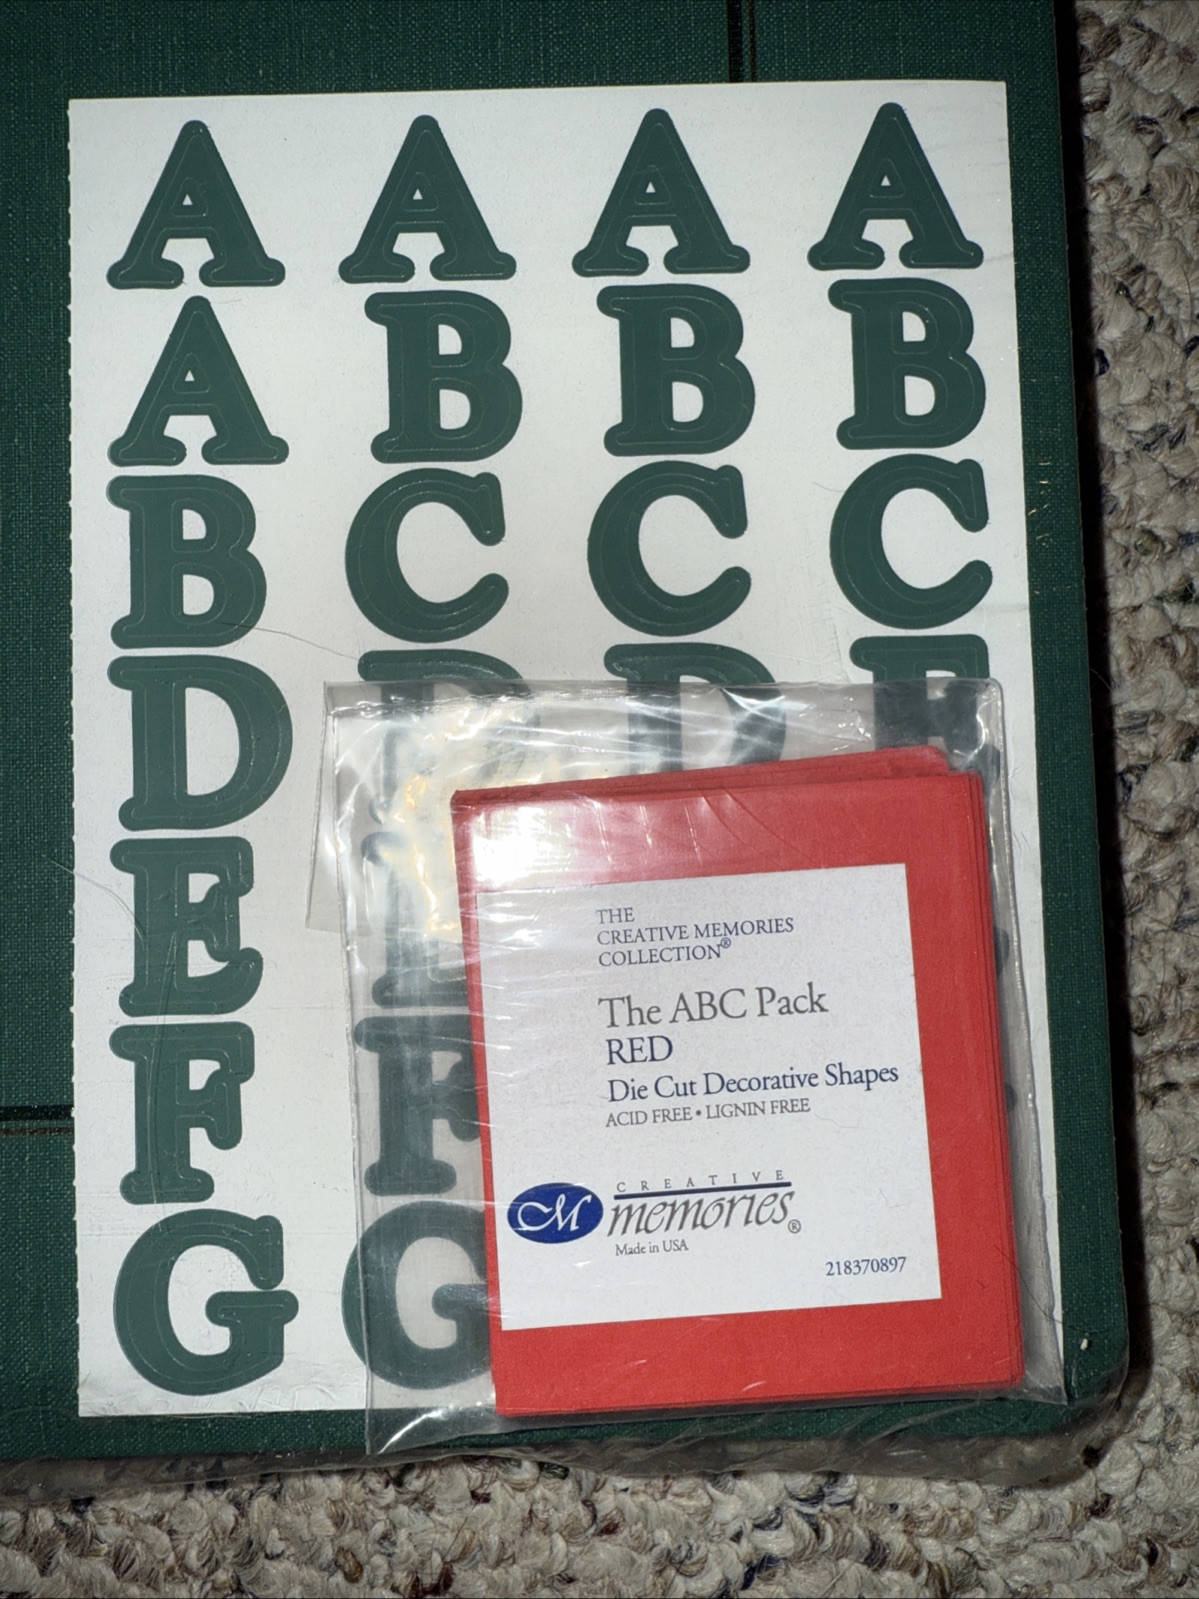 A A A A
A B B B
B C C C
D D D
E E
F F
G G
THE
CREATIVE MEMORIES
COLLECTION®
The ABC Pack
RED
Die Cut Decorative Shapes
ACID FREE • LIGNIN FREE
CM
CREATIVE
memories®
Made in USA
218370897